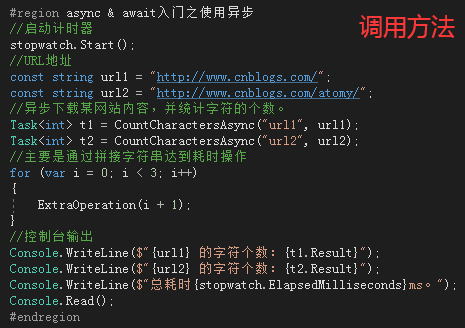 #region async & await入门之使用异步
调用方法
//启动计时器
stopwatch.Start();
//URL地址
const string url1 = "http://www.cnblogs.com/";
const string url2 = "http://www.cnblogs.com/atomy/";
//异步下载某网站内容，并统计字符的个数。
Task<int> t1 = CountCharactersAsync("url1", url1);
Task<int> t2 = CountCharactersAsync("url2", url2);
//主要是通过拼接字符串达到耗时操作
for (var i = 0; i < 3; i++)
{
    ExtraOperation(i + 1);
}
//控制台输出
Console.WriteLine($"{url1} 的字符个数：{t1.Result}");
Console.WriteLine($"{url2} 的字符个数：{t2.Result}");
Console.WriteLine($"总耗时{stopwatch.ElapsedMilliseconds}ms。");
Console.Read();
#endregion